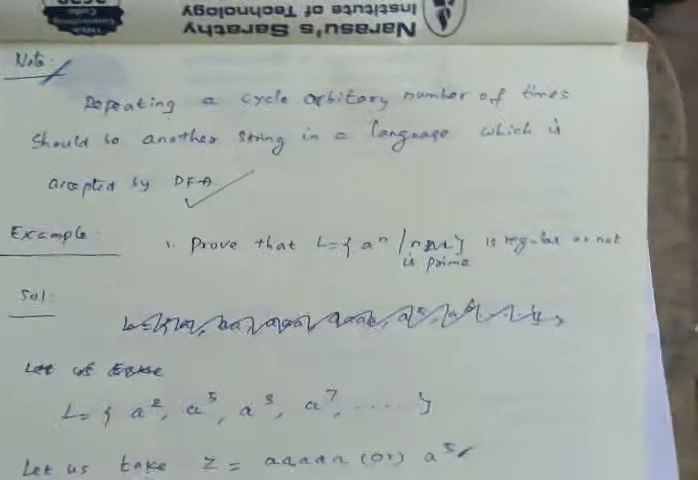 Narasu's Sarathy
Institute of Technology
Note:
Repeating a cycle orbitory number of times
should be another string in a language which is
accepted by DFA
Example:
1. Prove that L={ a^n / n is prime } is regular or not
Sol:
Let us take
L= { a^2, a^5, a^3, a^7, ..... }
Let us take Z = aaaaa (or) a^5